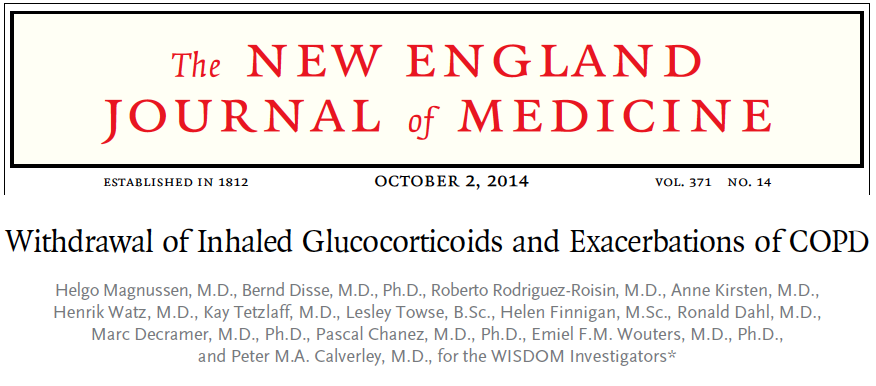 The NEW ENGLAND
JOURNAL of MEDICINE
ESTABLISHED IN 1812 OCTOBER 2, 2014 VOL. 371 NO. 14
Withdrawal of Inhaled Glucocorticoids and Exacerbations of COPD
Helgo Magnussen, M.D., Bernd Disse, M.D., Ph.D., Roberto Rodriguez-Roisin, M.D., Anne Kirsten, M.D.,
Henrik Watz, M.D., Kay Tetzlaff, M.D., Lesley Towse, B.Sc., Helen Finnigan, M.Sc., Ronald Dahl, M.D.,
Marc Decramer, M.D., Ph.D., Pascal Chanez, M.D., Ph.D., Emiel F.M. Wouters, M.D., Ph.D.,
and Peter M.A. Calverley, M.D., for the WISDOM Investigators*